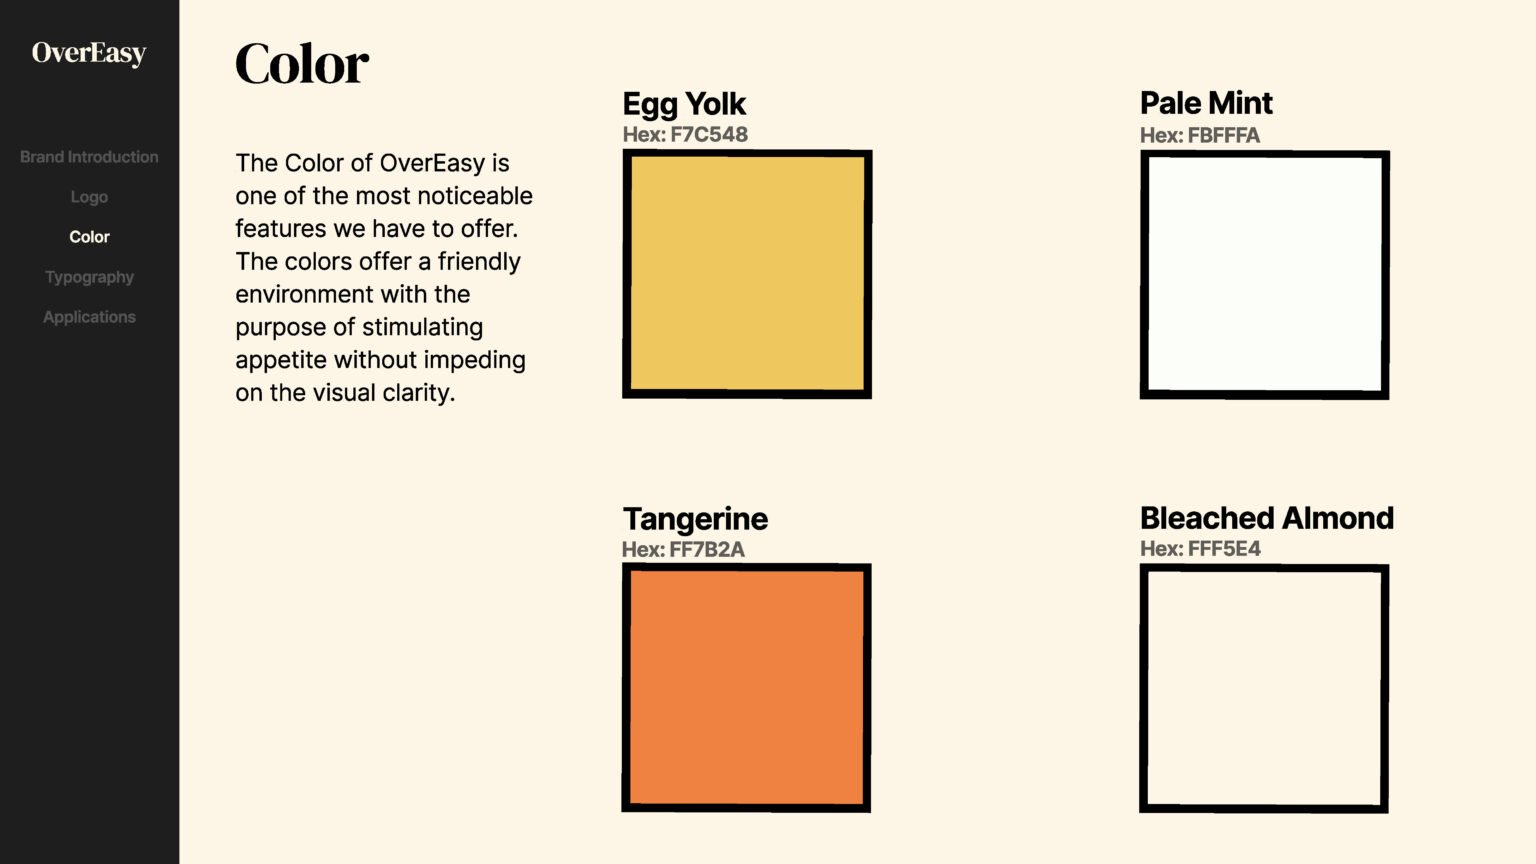 OverEasy
Brand Introduction
Logo
Color
Typography
Applications
Color
The Color of OverEasy is
one of the most noticeable
features we have to offer.
The colors offer a friendly
environment with the
purpose of stimulating
appetite without impeding
on the visual clarity.
Egg Yolk
Hex: F7C548
Pale Mint
Hex: FBFFFA
Tangerine
Hex: FF7B2A
Bleached Almond
Hex: FFF5E4